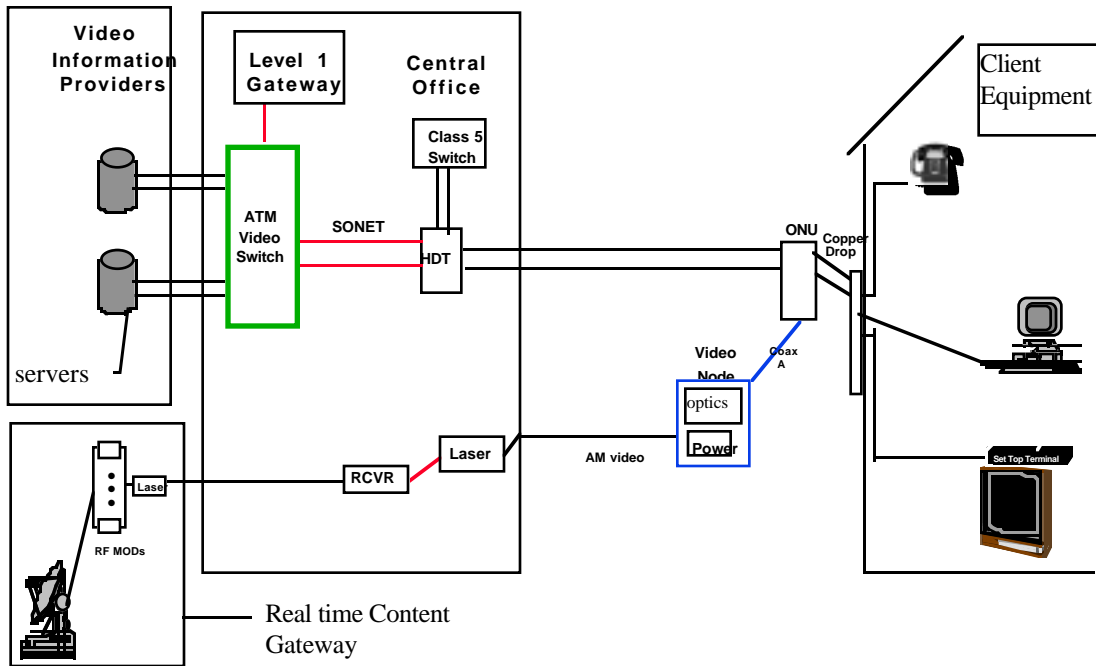 Video
Information
Providers
servers
Level 1
Gateway
Central
Office
Class 5
Switch
ATM
Video
Switch
SONET
HDT
ONU
Copper
Drop
Client
Equipment
Video
Node
Coax
A
optics
Power
AM video
Laser
RCVR
Laser
RF MODs
Set Top Terminal
Real time Content
Gateway